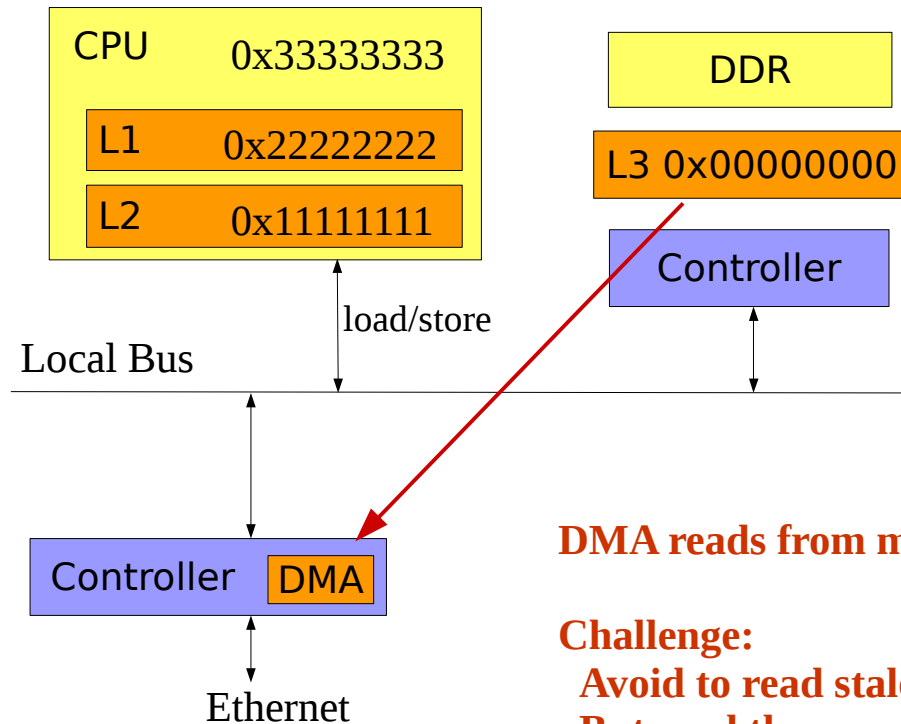 CPU 0x33333333
L1 0x22222222
L2 0x11111111
DDR
L3 0x00000000
Controller
load/store
Local Bus
Controller DMA
Ethernet
DMA reads from
Challenge:
Avoid to read